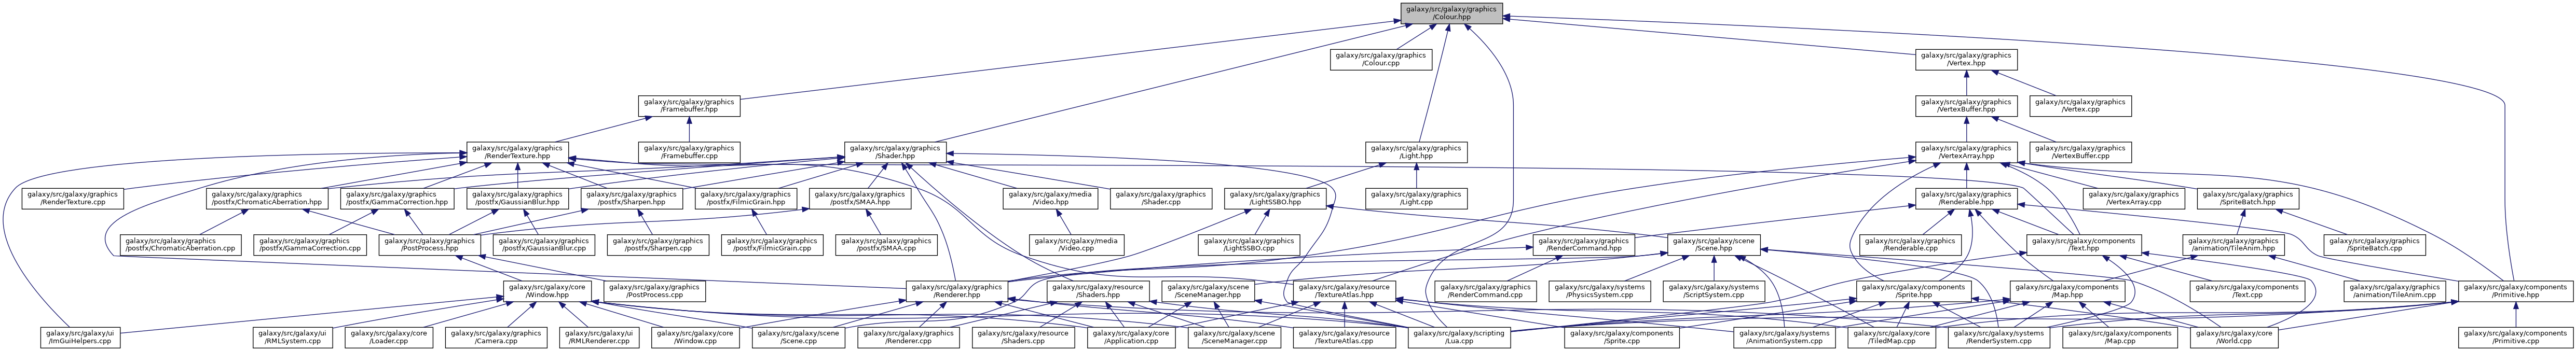 galaxy/src/galaxy/graphics
/Colour.hpp
galaxy/src/galaxy/graphics
/Colour.cpp
galaxy/src/galaxy/graphics
/Vertex.hpp
galaxy/src/galaxy/graphics
/Framebuffer.hpp
galaxy/src/galaxy/graphics
/VertexBuffer.hpp
galaxy/src/galaxy/graphics
/Vertex.cpp
galaxy/src/galaxy/graphics
/RenderTexture.hpp
galaxy/src/galaxy/graphics
/Framebuffer.cpp
galaxy/src/galaxy/graphics
/Shader.hpp
galaxy/src/galaxy/graphics
/Light.hpp
galaxy/src/galaxy/graphics
/VertexArray.hpp
galaxy/src/galaxy/graphics
/VertexBuffer.cpp
galaxy/src/galaxy/graphics
/RenderTexture.cpp
galaxy/src/galaxy/graphics
/postfx/ChromaticAberration.hpp
galaxy/src/galaxy/graphics
/postfx/GammaCorrection.hpp
galaxy/src/galaxy/graphics
/postfx/GaussianBlur.hpp
galaxy/src/galaxy/graphics
/postfx/Sharpen.hpp
galaxy/src/galaxy/graphics
/postfx/FilmicGrain.hpp
galaxy/src/galaxy/graphics
/postfx/SMAA.hpp
galaxy/src/galaxy/media
/Video.hpp
galaxy/src/galaxy/graphics
/Shader.cpp
galaxy/src/galaxy/graphics
/LightSSBO.hpp
galaxy/src/galaxy/graphics
/Light.cpp
galaxy/src/galaxy/graphics
/Renderable.hpp
galaxy/src/galaxy/graphics
/VertexArray.cpp
galaxy/src/galaxy/graphics
/SpriteBatch.hpp
galaxy/src/galaxy/graphics
/postfx/ChromaticAberration.cpp
galaxy/src/galaxy/graphics
/postfx/GammaCorrection.cpp
galaxy/src/galaxy/graphics
/PostProcess.hpp
galaxy/src/galaxy/graphics
/postfx/GaussianBlur.cpp
galaxy/src/galaxy/graphics
/postfx/Sharpen.cpp
galaxy/src/galaxy/graphics
/postfx/FilmicGrain.cpp
galaxy/src/galaxy/graphics
/postfx/SMAA.cpp
galaxy/src/galaxy/media
/Video.cpp
galaxy/src/galaxy/graphics
/LightSSBO.cpp
galaxy/src/galaxy/scene
/Scene.hpp
galaxy/src/galaxy/graphics
/RenderCommand.hpp
galaxy/src/galaxy/graphics
/Renderable.cpp
galaxy/src/galaxy/components
/Text.hpp
galaxy/src/galaxy/graphics
/animation/TileAnim.hpp
galaxy/src/galaxy/graphics
/SpriteBatch.cpp
galaxy/src/galaxy/core
/Window.hpp
galaxy/src/galaxy/graphics
/PostProcess.cpp
galaxy/src/galaxy/graphics
/Renderer.hpp
galaxy/src/galaxy/resource
/Shaders.hpp
galaxy/src/galaxy/scene
/SceneManager.hpp
galaxy/src/galaxy/resource
/TextureAtlas.hpp
galaxy/src/galaxy/graphics
/RenderCommand.cpp
galaxy/src/galaxy/systems
/PhysicsSystem.cpp
galaxy/src/galaxy/systems
/ScriptSystem.cpp
galaxy/src/galaxy/components
/Sprite.hpp
galaxy/src/galaxy/components
/Map.hpp
galaxy/src/galaxy/components
/Text.cpp
galaxy/src/galaxy/graphics
/animation/TileAnim.cpp
galaxy/src/galaxy/components
/Primitive.hpp
galaxy/src/galaxy/ui
/ImGuiHelpers.cpp
galaxy/src/galaxy/ui
/RMLSystem.cpp
galaxy/src/galaxy/core
/Loader.cpp
galaxy/src/galaxy/graphics
/Camera.cpp
galaxy/src/galaxy/ui
/RMLRenderer.cpp
galaxy/src/galaxy/core
/Window.cpp
galaxy/src/galaxy/scene
/Scene.cpp
galaxy/src/galaxy/graphics
/Renderer.cpp
galaxy/src/galaxy/resource
/Shaders.cpp
galaxy/src/galaxy/core
/Application.cpp
galaxy/src/galaxy/scene
/SceneManager.cpp
galaxy/src/galaxy/resource
/TextureAtlas.cpp
galaxy/src/galaxy/scripting
/Lua.cpp
galaxy/src/galaxy/components
/Sprite.cpp
galaxy/src/galaxy/systems
/AnimationSystem.cpp
galaxy/src/galaxy/core
/TiledMap.cpp
galaxy/src/galaxy/systems
/RenderSystem.cpp
galaxy/src/galaxy/components
/Map.cpp
galaxy/src/galaxy/core
/World.cpp
galaxy/src/galaxy/components
/Primitive.cpp